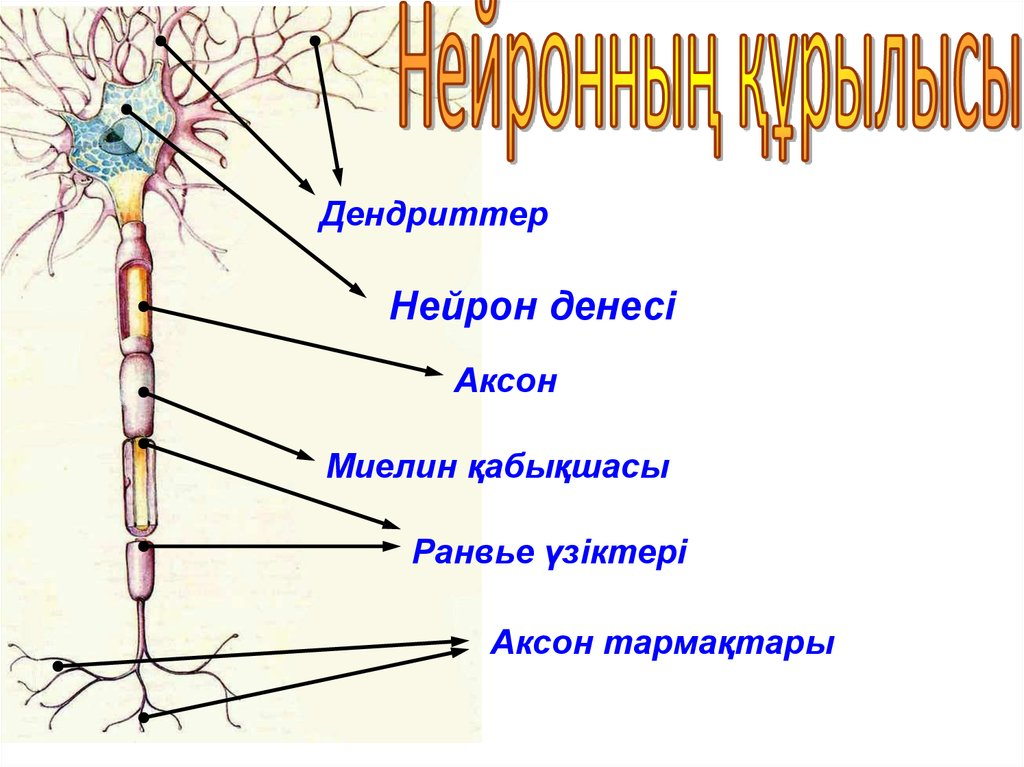 Нейронның құрылысы
Дендриттер
Нейрон денесі
Аксон
Миелин қабықшасы
Ранвье үзіктері
Аксон тармақтары